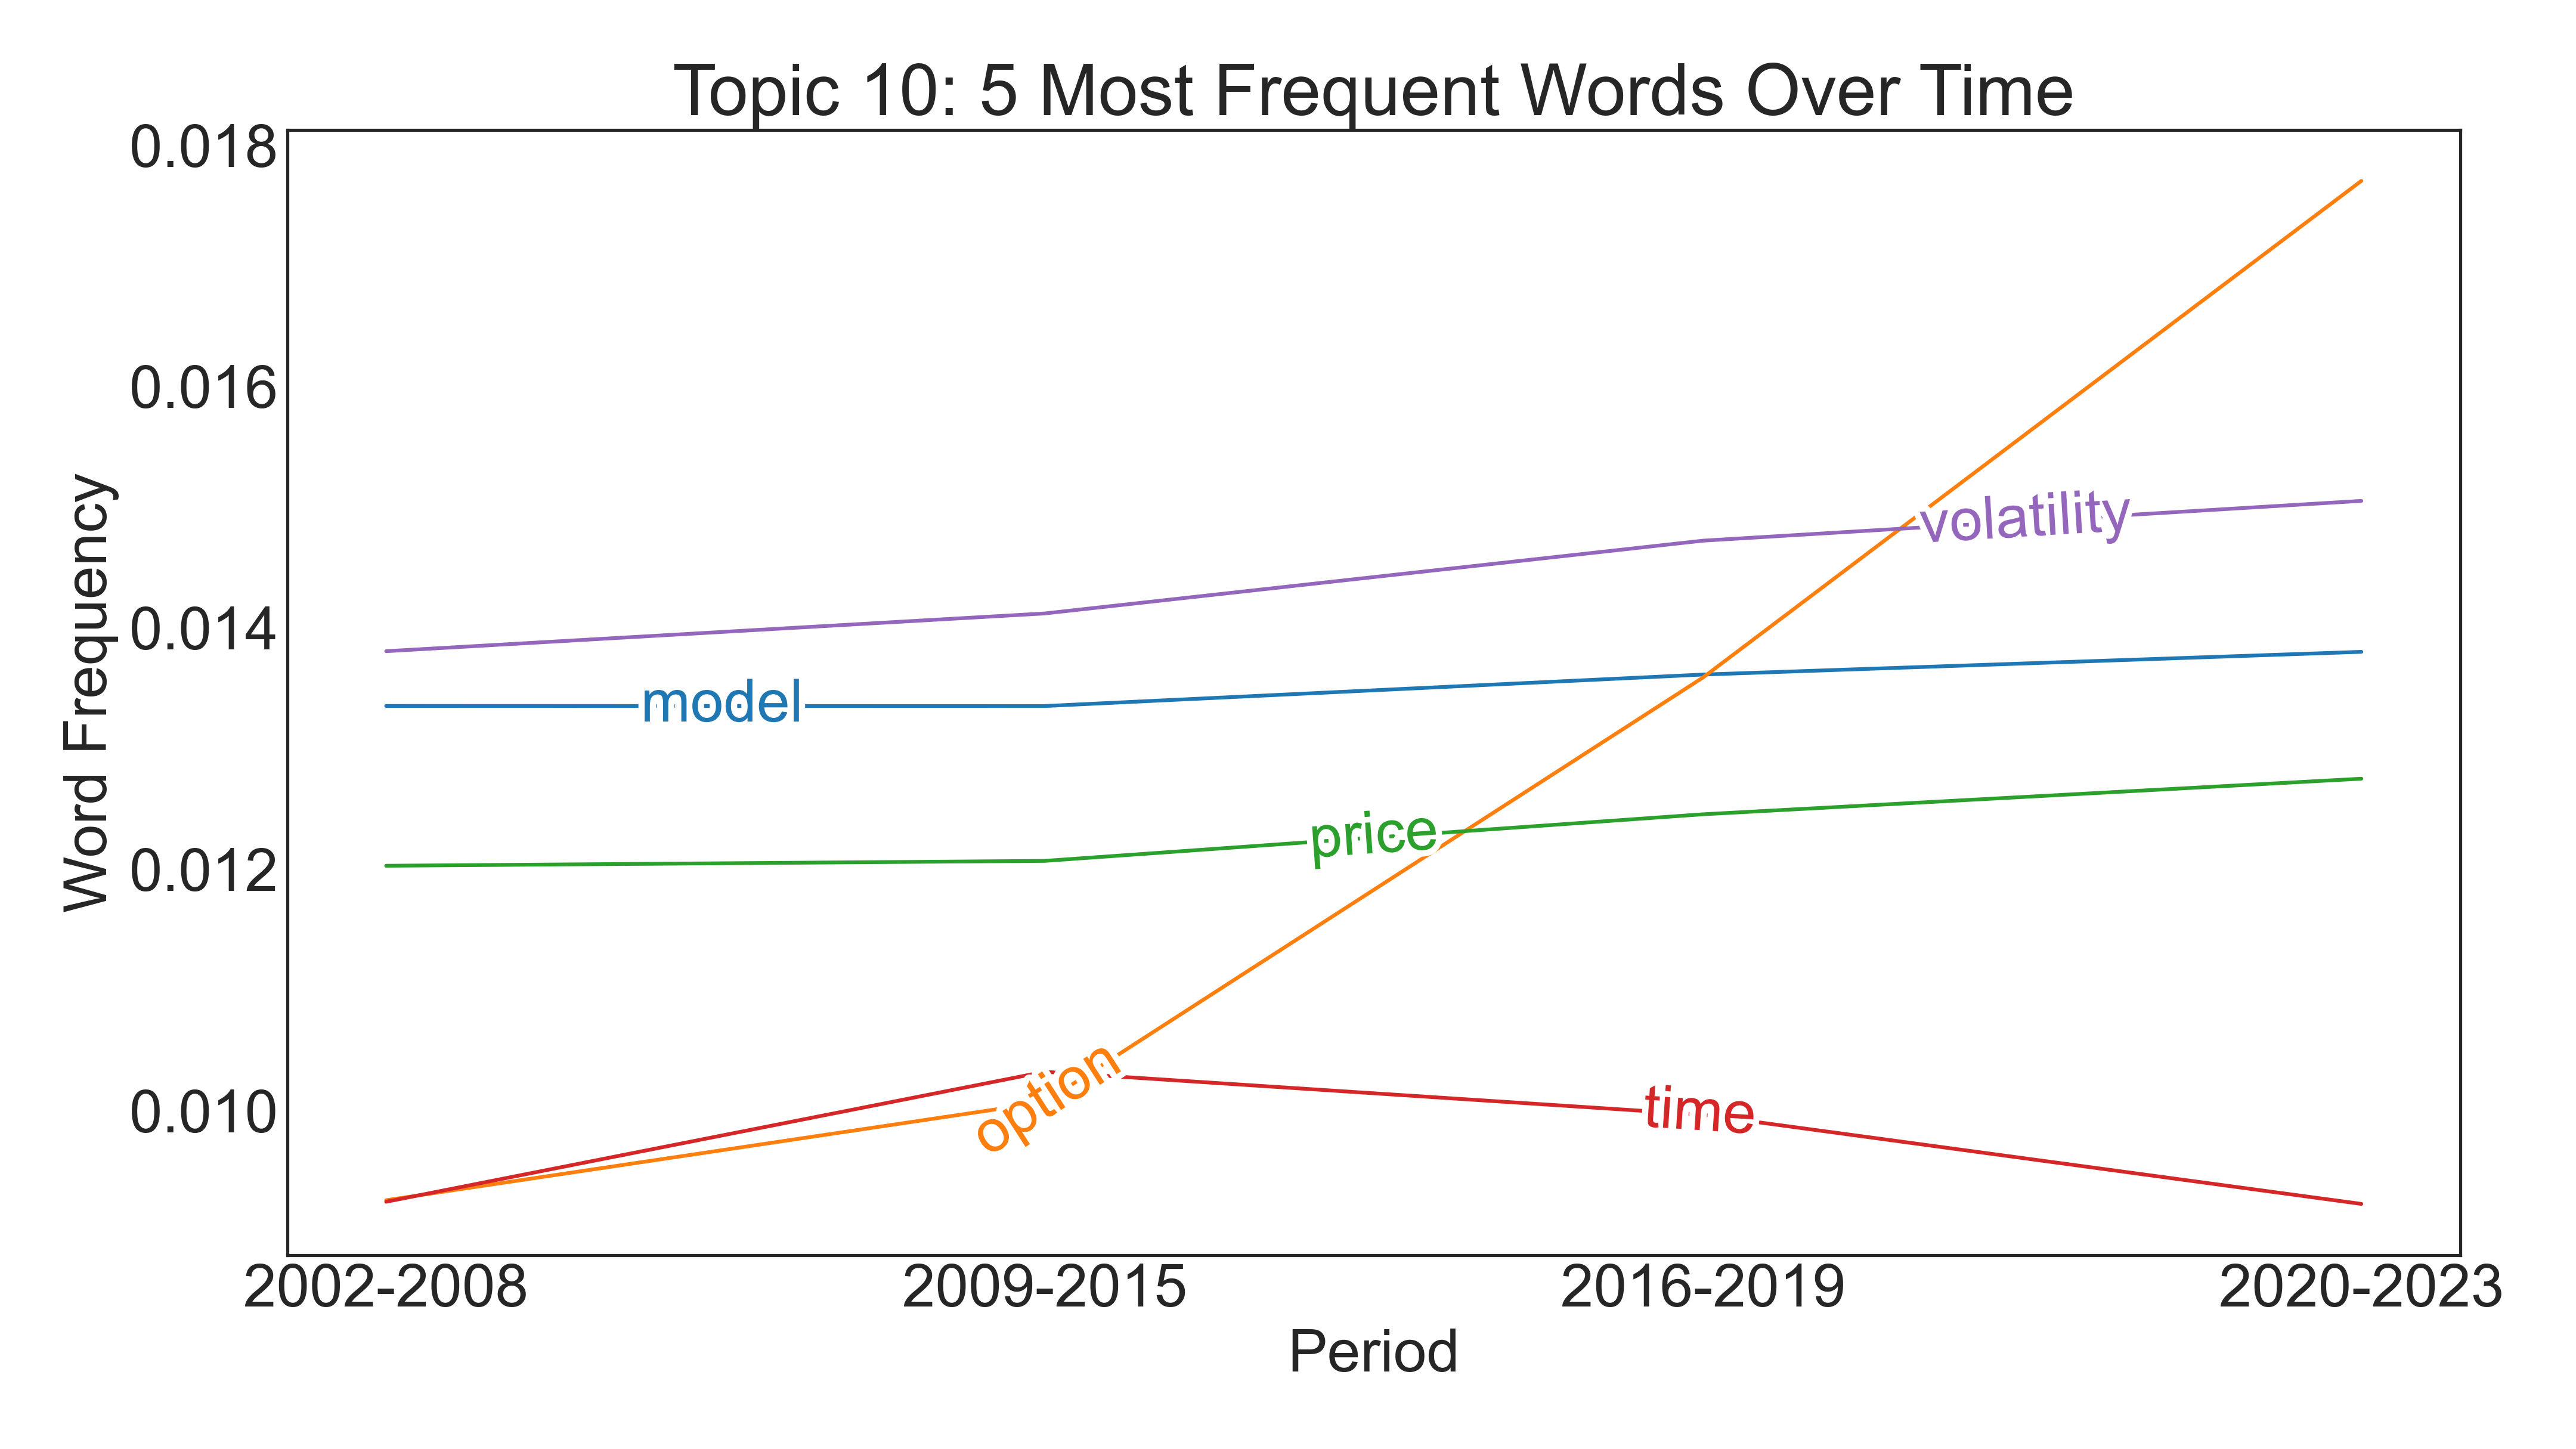 Topic 10: 5 Most Frequent Words Over Time
0.018
0.016
0.014
0.012
0.010
Word Frequency
volatility
model
price
option
time
2002-2008
2009-2015
2016-2019
2020-2023
Period